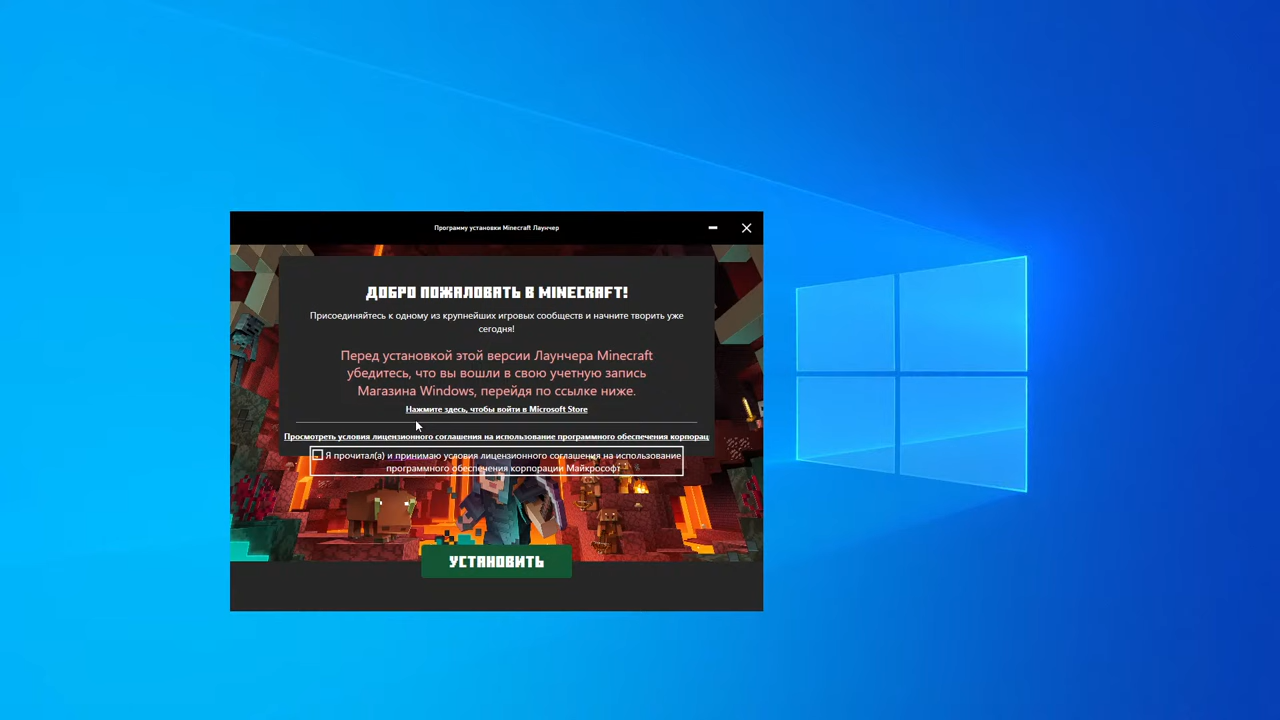 Программу установки Minecraft Лаунчер
ДОБРО ПОЖАЛОВАТЬ В MINECRAFT!
Присоединяйтесь к одному из крупнейших игровых сообществ и начните творить уже
сегодня!
Перед установкой этой версии Лаунчера Minecraft
убедитесь, что вы вошли в свою учетную запись
Магазина Windows, перейдя по ссылке ниже.
Нажмите здесь, чтобы войти в Microsoft Store
Просмотреть условия лицензионного соглашения на использование программного обеспечения корпорац
Я прочитал(а) и принимаю условия лицензионного соглашения на использование
программного обеспечения корпорации Майкрософт
УСТАНОВИТЬ